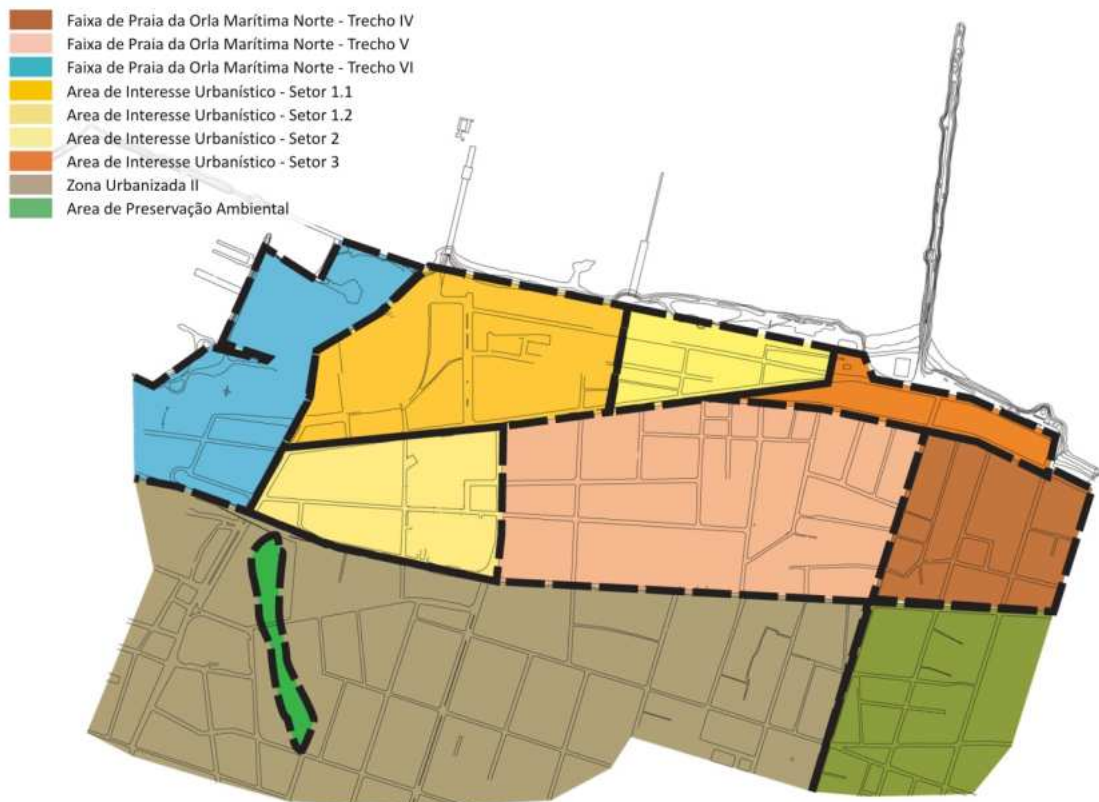 Faixa de Praia da Orla Marítima Norte - Trecho IV
Faixa de Praia da Orla Marítima Norte - Trecho V
Faixa de Praia da Orla Marítima Norte - Trecho VI
Area de Interesse Urbanístico - Setor 1.1
Area de Interesse Urbanístico - Setor 1.2
Area de Interesse Urbanístico - Setor 2
Area de Interesse Urbanístico - Setor 3
Zona Urbanizada II
Area de Preservação Ambiental